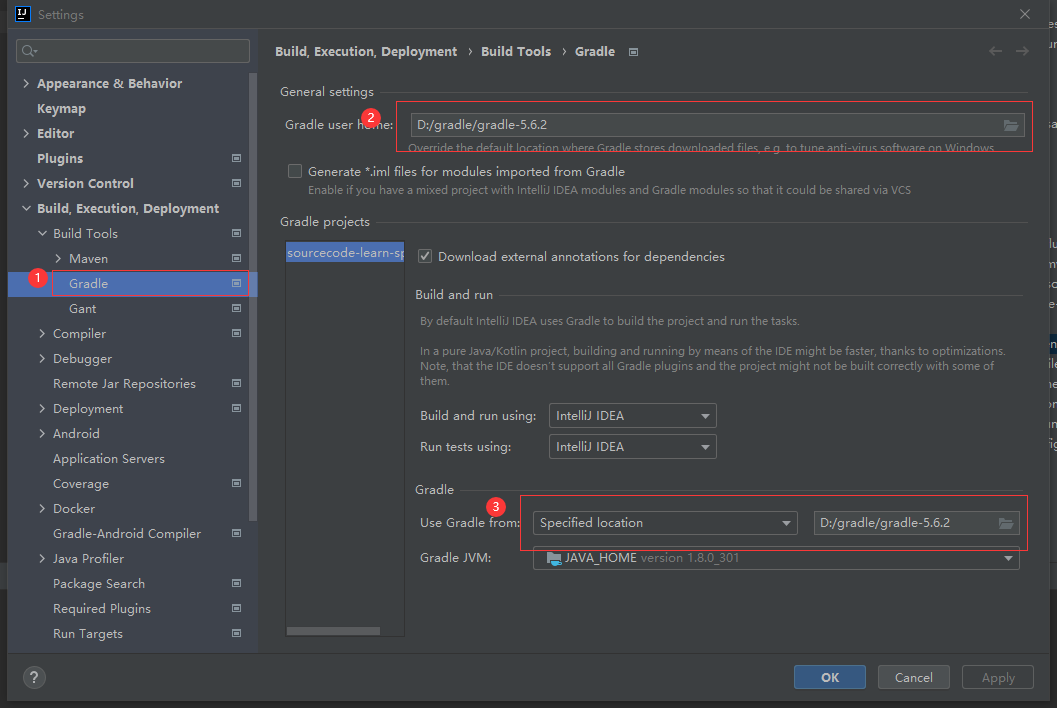 Settings
Build, Execution, Deployment › Build Tools › Gradle
Appearance & Behavior
Keymap
Editor
Plugins
Version Control
Build, Execution, Deployment
Build Tools
Maven
1
Gradle
Gant
Compiler
Debugger
Remote Jar Repositories
Deployment
Android
Application Servers
Coverage
Docker
Gradle-Android Compiler
Java Profiler
Package Search
Required Plugins
Run Targets
General settings
2
Gradle user home: D:/gradle/gradle-5.6.2
Override the default location where Gradle stores downloaded files, e.g. to tune anti-virus software on Windows
Generate *.iml files for modules imported from Gradle
Enable if you have a mixed project with IntelliJ IDEA modules and Gradle modules so that it could be shared via VCS
Gradle projects
sourcecode-learn-sp
Download external annotations for dependencies
Build and run
By default IntelliJ IDEA uses Gradle to build the project and run the tasks.
In a pure Java/Kotlin project, building and running by means of the IDE might be faster, thanks to optimizations.
Note, that the IDE doesn't support all Gradle plugins and the project might not be built correctly with some of
them.
Build and run using: IntelliJ IDEA
Run tests using: IntelliJ IDEA
Gradle
3
Use Gradle from: Specified location D:/gradle/gradle-5.6.2
Gradle JVM: JAVA_HOME version 1.8.0_301
?
OK
Cancel
Apply